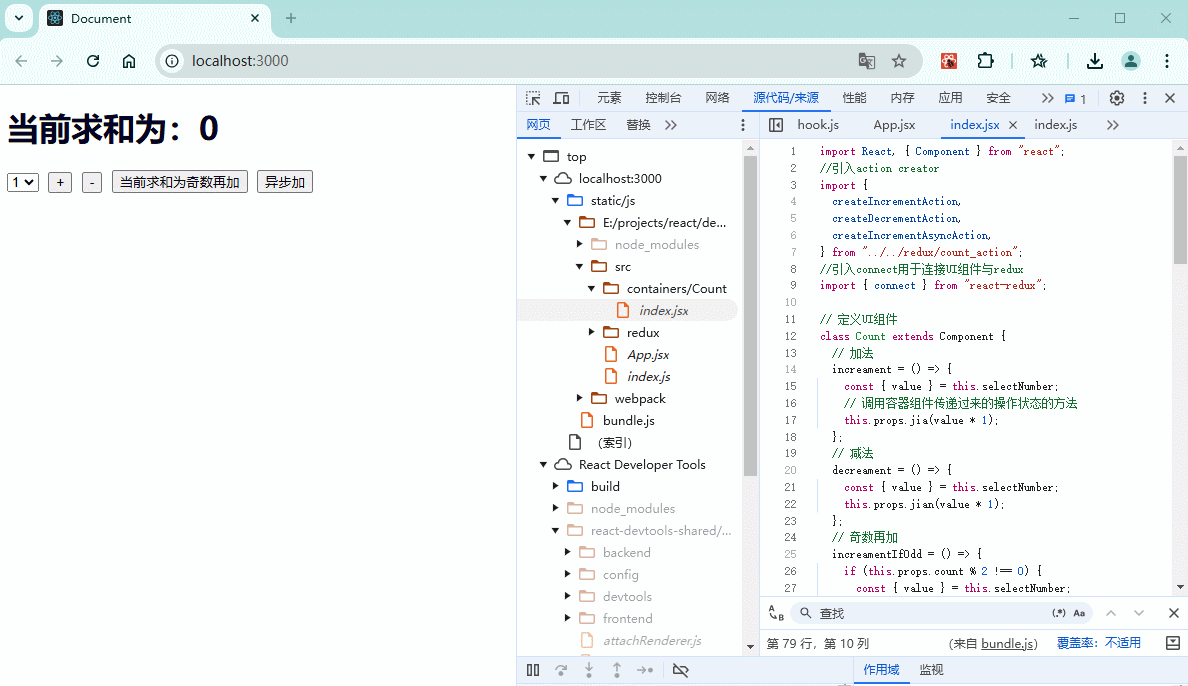 Document
localhost:3000
当前求和为：0
1 + - 当前求和为奇数再加 异步加
元素 控制台 网络 源代码/来源 性能 内存 应用 安全 1
网页 工作区 替换
hook.js App.jsx index.jsx index.js
top
localhost:3000
static/js
E:/projects/react/de...
node_modules
src
containers/Count
index.jsx
redux
App.jsx
index.js
webpack
bundle.js
(索引)
React Developer Tools
build
node_modules
react-devtools-shared/...
backend
config
devtools
frontend
attachRenderer.js
1 import React, { Component } from "react";
2 //引入action creator
3 import {
4 createIncrementAction,
5 createDecrementAction,
6 createIncrementAsyncAction,
7 } from "../../redux/count_action";
8 //引入connect用于连接UI组件与redux
9 import { connect } from "react-redux";
10
11 // 定义UI组件
12 class Count extends Component {
13 // 加法
14 increament = () => {
15 const { value } = this.selectNumber;
16 // 调用容器组件传递过来的操作状态的方法
17 this.props.jia(value * 1);
18 };
19 // 减法
20 decreament = () => {
21 const { value } = this.selectNumber;
22 this.props.jian(value * 1);
23 };
24 // 奇数再加
25 increamentIfOdd = () => {
26 if (this.props.count % 2 !== 0) {
27 const { value } = this.selectNumber;
查找 (.*) Aa
第 79 行，第 10 列 (来自 bundle.js) 覆盖率：不适用
作用域 监视